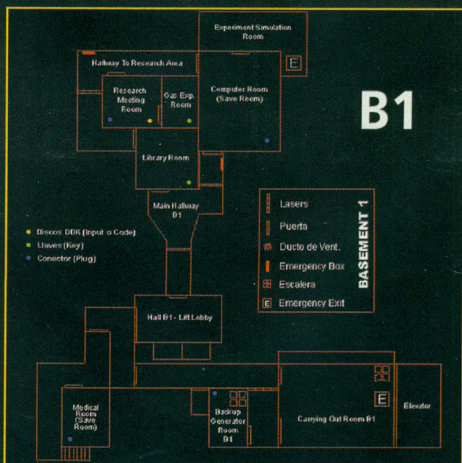 Experiment Simulation
Room
E
Hallway To Research Area
Research
Meeting
Room
Gas Exp.
Room
Computer Room
(Save Room)
B1
Library Room
Main Hallway
B1
Discos DDK (Input o Code)
Llaves (Key)
Conector (Plug)
Lasers
Puerta
Ducto de Vent.
Emergency Box
Escalera
E Emergency Exit
BASEMENT 1
Hall B1 - Lift Lobby
Medical
Room
(Save
Room)
Backup
Generator
Room
B1
Carrying Out Room B1
E
Elevator